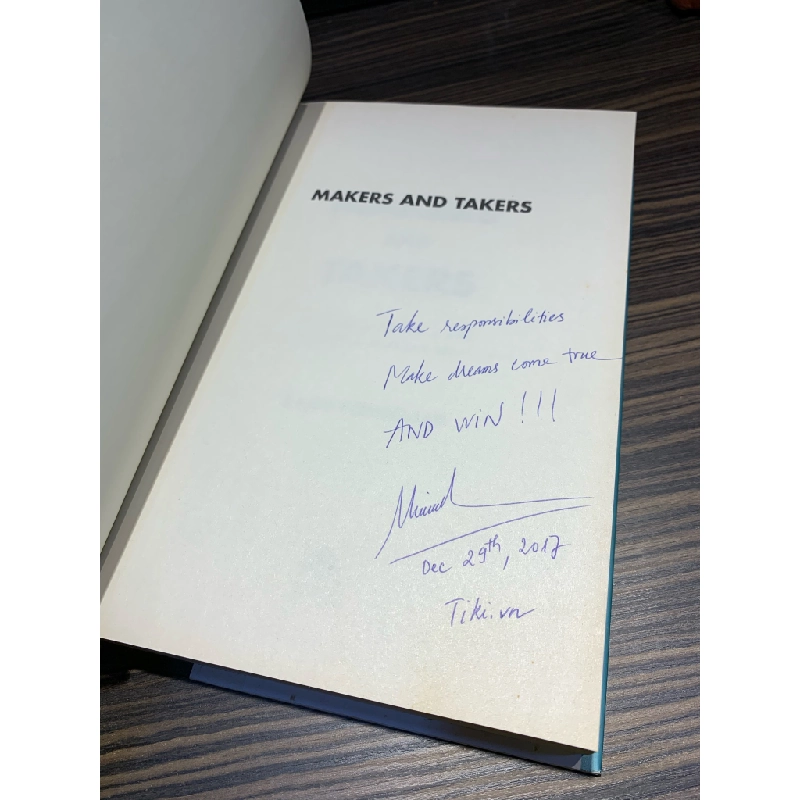 MAKERS AND TAKERS
Take responsibilities
Make dreams come true
AND WIN!!!
Dec 29th, 2017
Tiki.vn